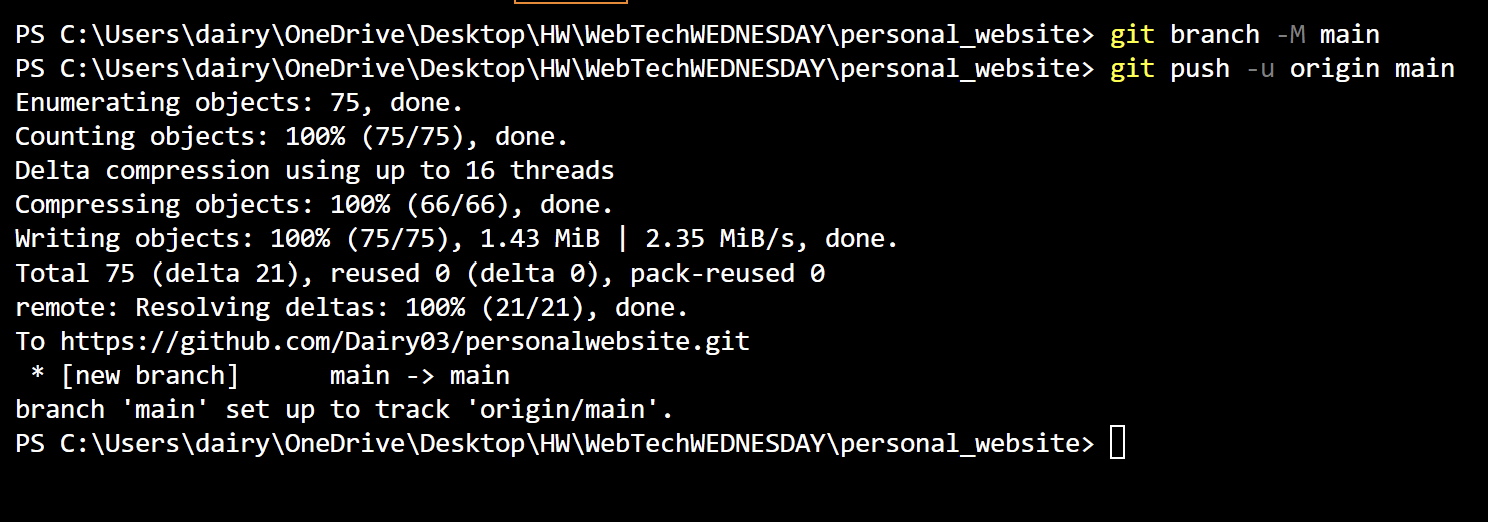 PS C:\Users\dairy\OneDrive\Desktop\HW\WebTechWEDNESDAY\personal_website> git branch -M main
PS C:\Users\dairy\OneDrive\Desktop\HW\WebTechWEDNESDAY\personal_website> git push -u origin main
Enumerating objects: 75, done.
Counting objects: 100% (75/75), done.
Delta compression using up to 16 threads
Compressing objects: 100% (66/66), done.
Writing objects: 100% (75/75), 1.43 MiB | 2.35 MiB/s, done.
Total 75 (delta 21), reused 0 (delta 0), pack-reused 0
remote: Resolving deltas: 100% (21/21), done.
To https://github.com/Dairy03/personalwebsite.git
 * [new branch]      main -> main
branch 'main' set up to track 'origin/main'.
PS C:\Users\dairy\OneDrive\Desktop\HW\WebTechWEDNESDAY\personal_website>